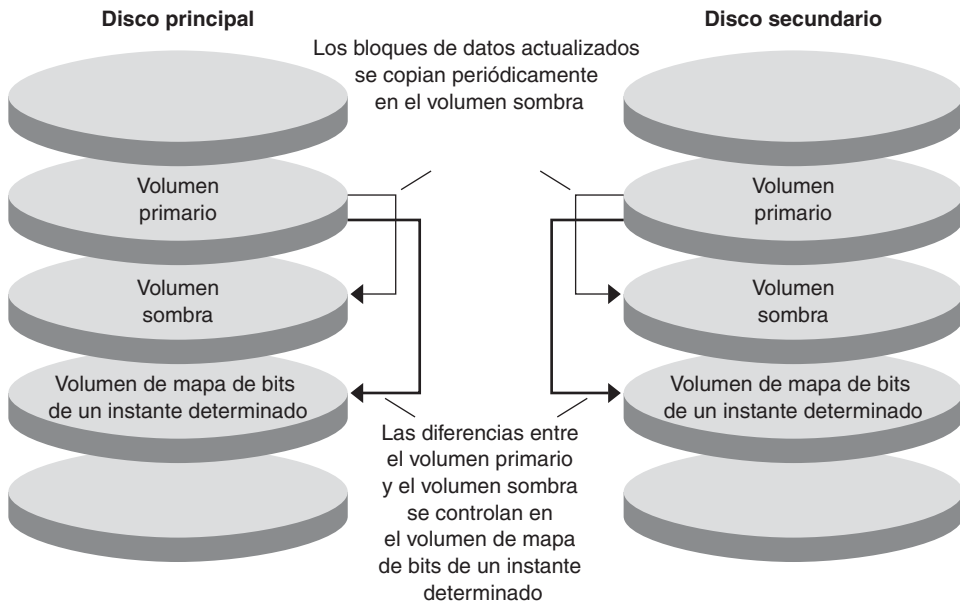 Disco principal
Disco secundario
Los bloques de datos actualizados
se copian periódicamente
en el volumen sombra
Volumen
primario
Volumen
primario
Volumen
sombra
Volumen
sombra
Volumen de mapa de bits
de un instante determinado
Volumen de mapa de bits
de un instante determinado
Las diferencias entre
el volumen primario
y el volumen sombra
se controlan en
el volumen de mapa
de bits de un instante
determinado